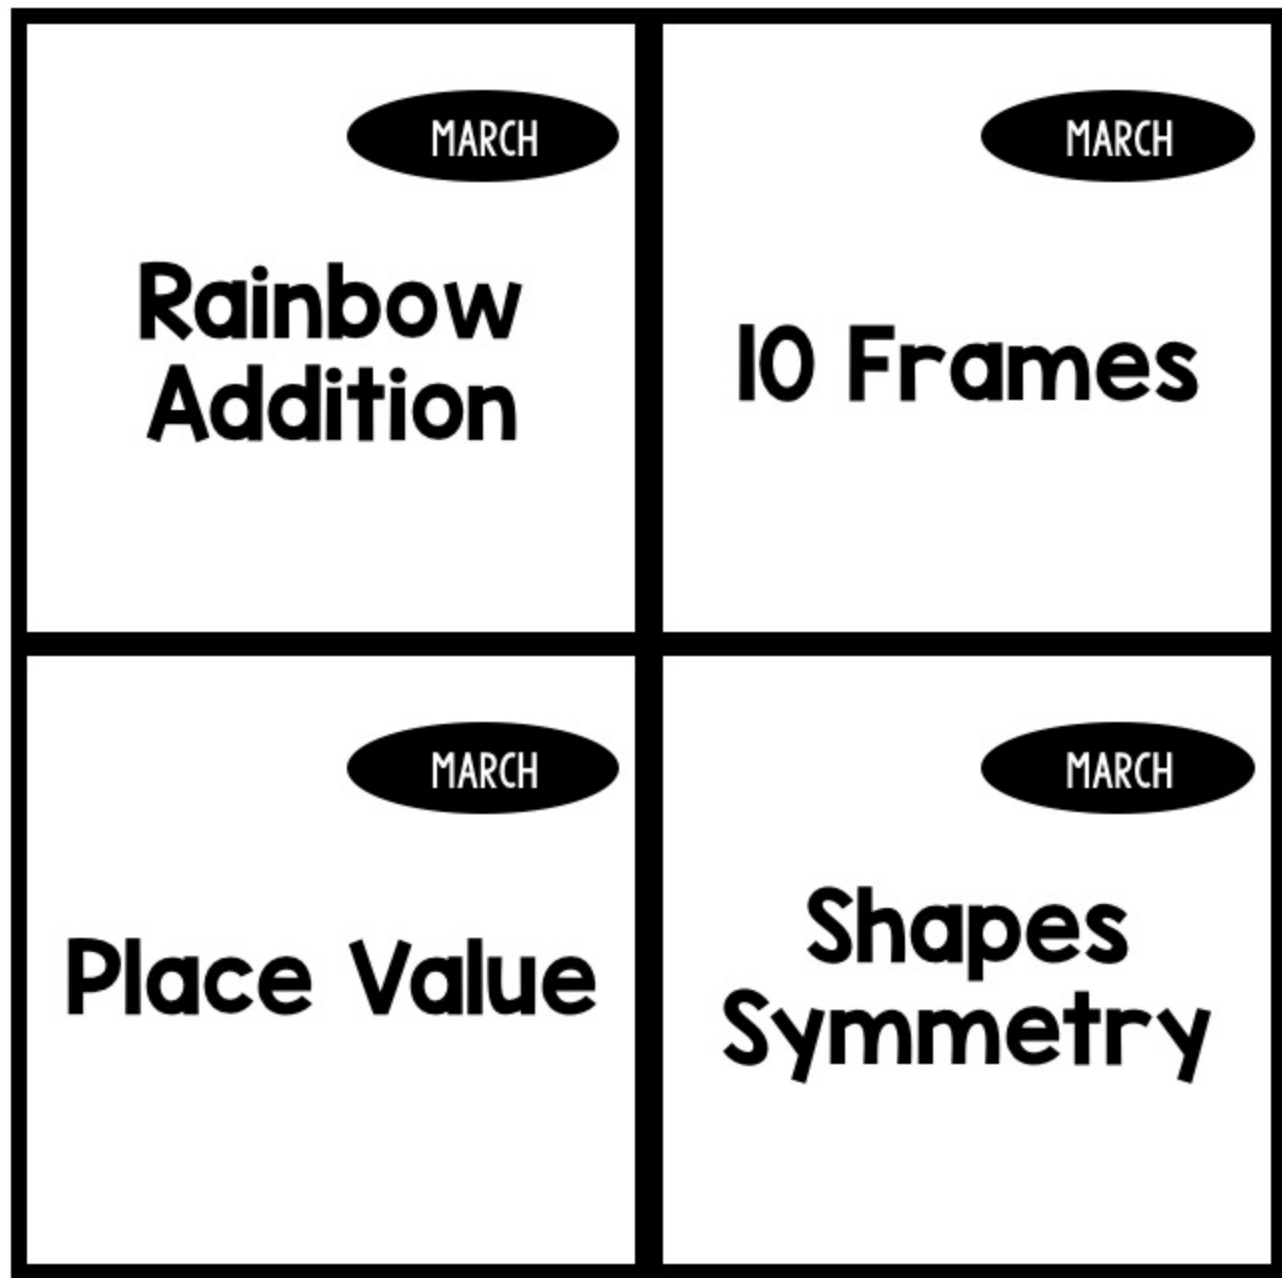 MARCH
Rainbow
Addition
MARCH
10 Frames
MARCH
Place Value
MARCH
Shapes
Symmetry